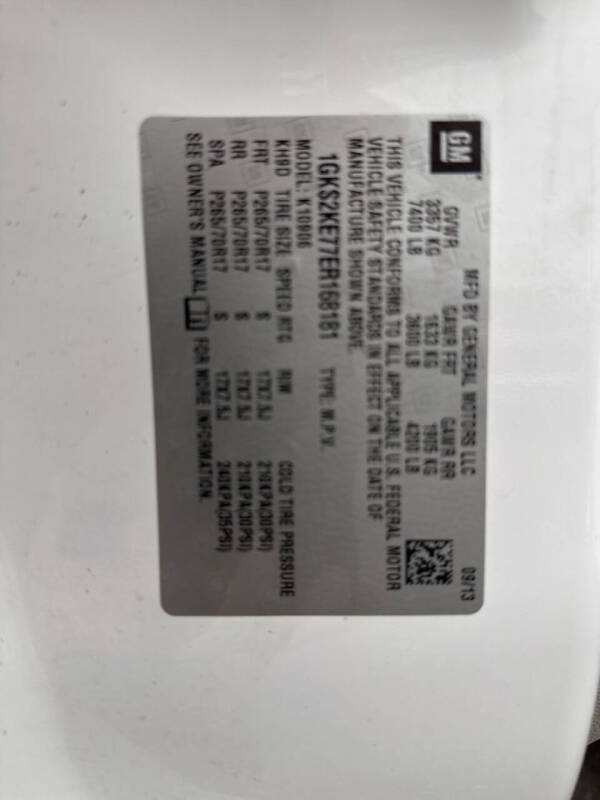 GM
MFD BY GENERAL MOTORS LLC 09/13
GVWR GAWR FRT GAWR RR
3357 KG 1633 KG 1905 KG
7400 LB 3600 LB 4200 LB
THIS VEHICLE CONFORMS TO ALL APPLICABLE U.S. FEDERAL MOTOR
VEHICLE SAFETY STANDARDS IN EFFECT ON THE DATE OF
MANUFACTURE SHOWN ABOVE.
1GKS2KE77ER168181 TYPE: M.P.V.
MODEL: K10906
KH9D TIRE SIZE SPEED RTG RIM COLD TIRE PRESSURE
FRT P265/70R17 S 17X7.5J 210KPA(30PSI)
RR P265/70R17 S 17X7.5J 210KPA(30PSI)
SPA P265/70R17 S 17X7.5J 240KPA(35PSI)
SEE OWNER'S MANUAL FOR MORE INFORMATION.